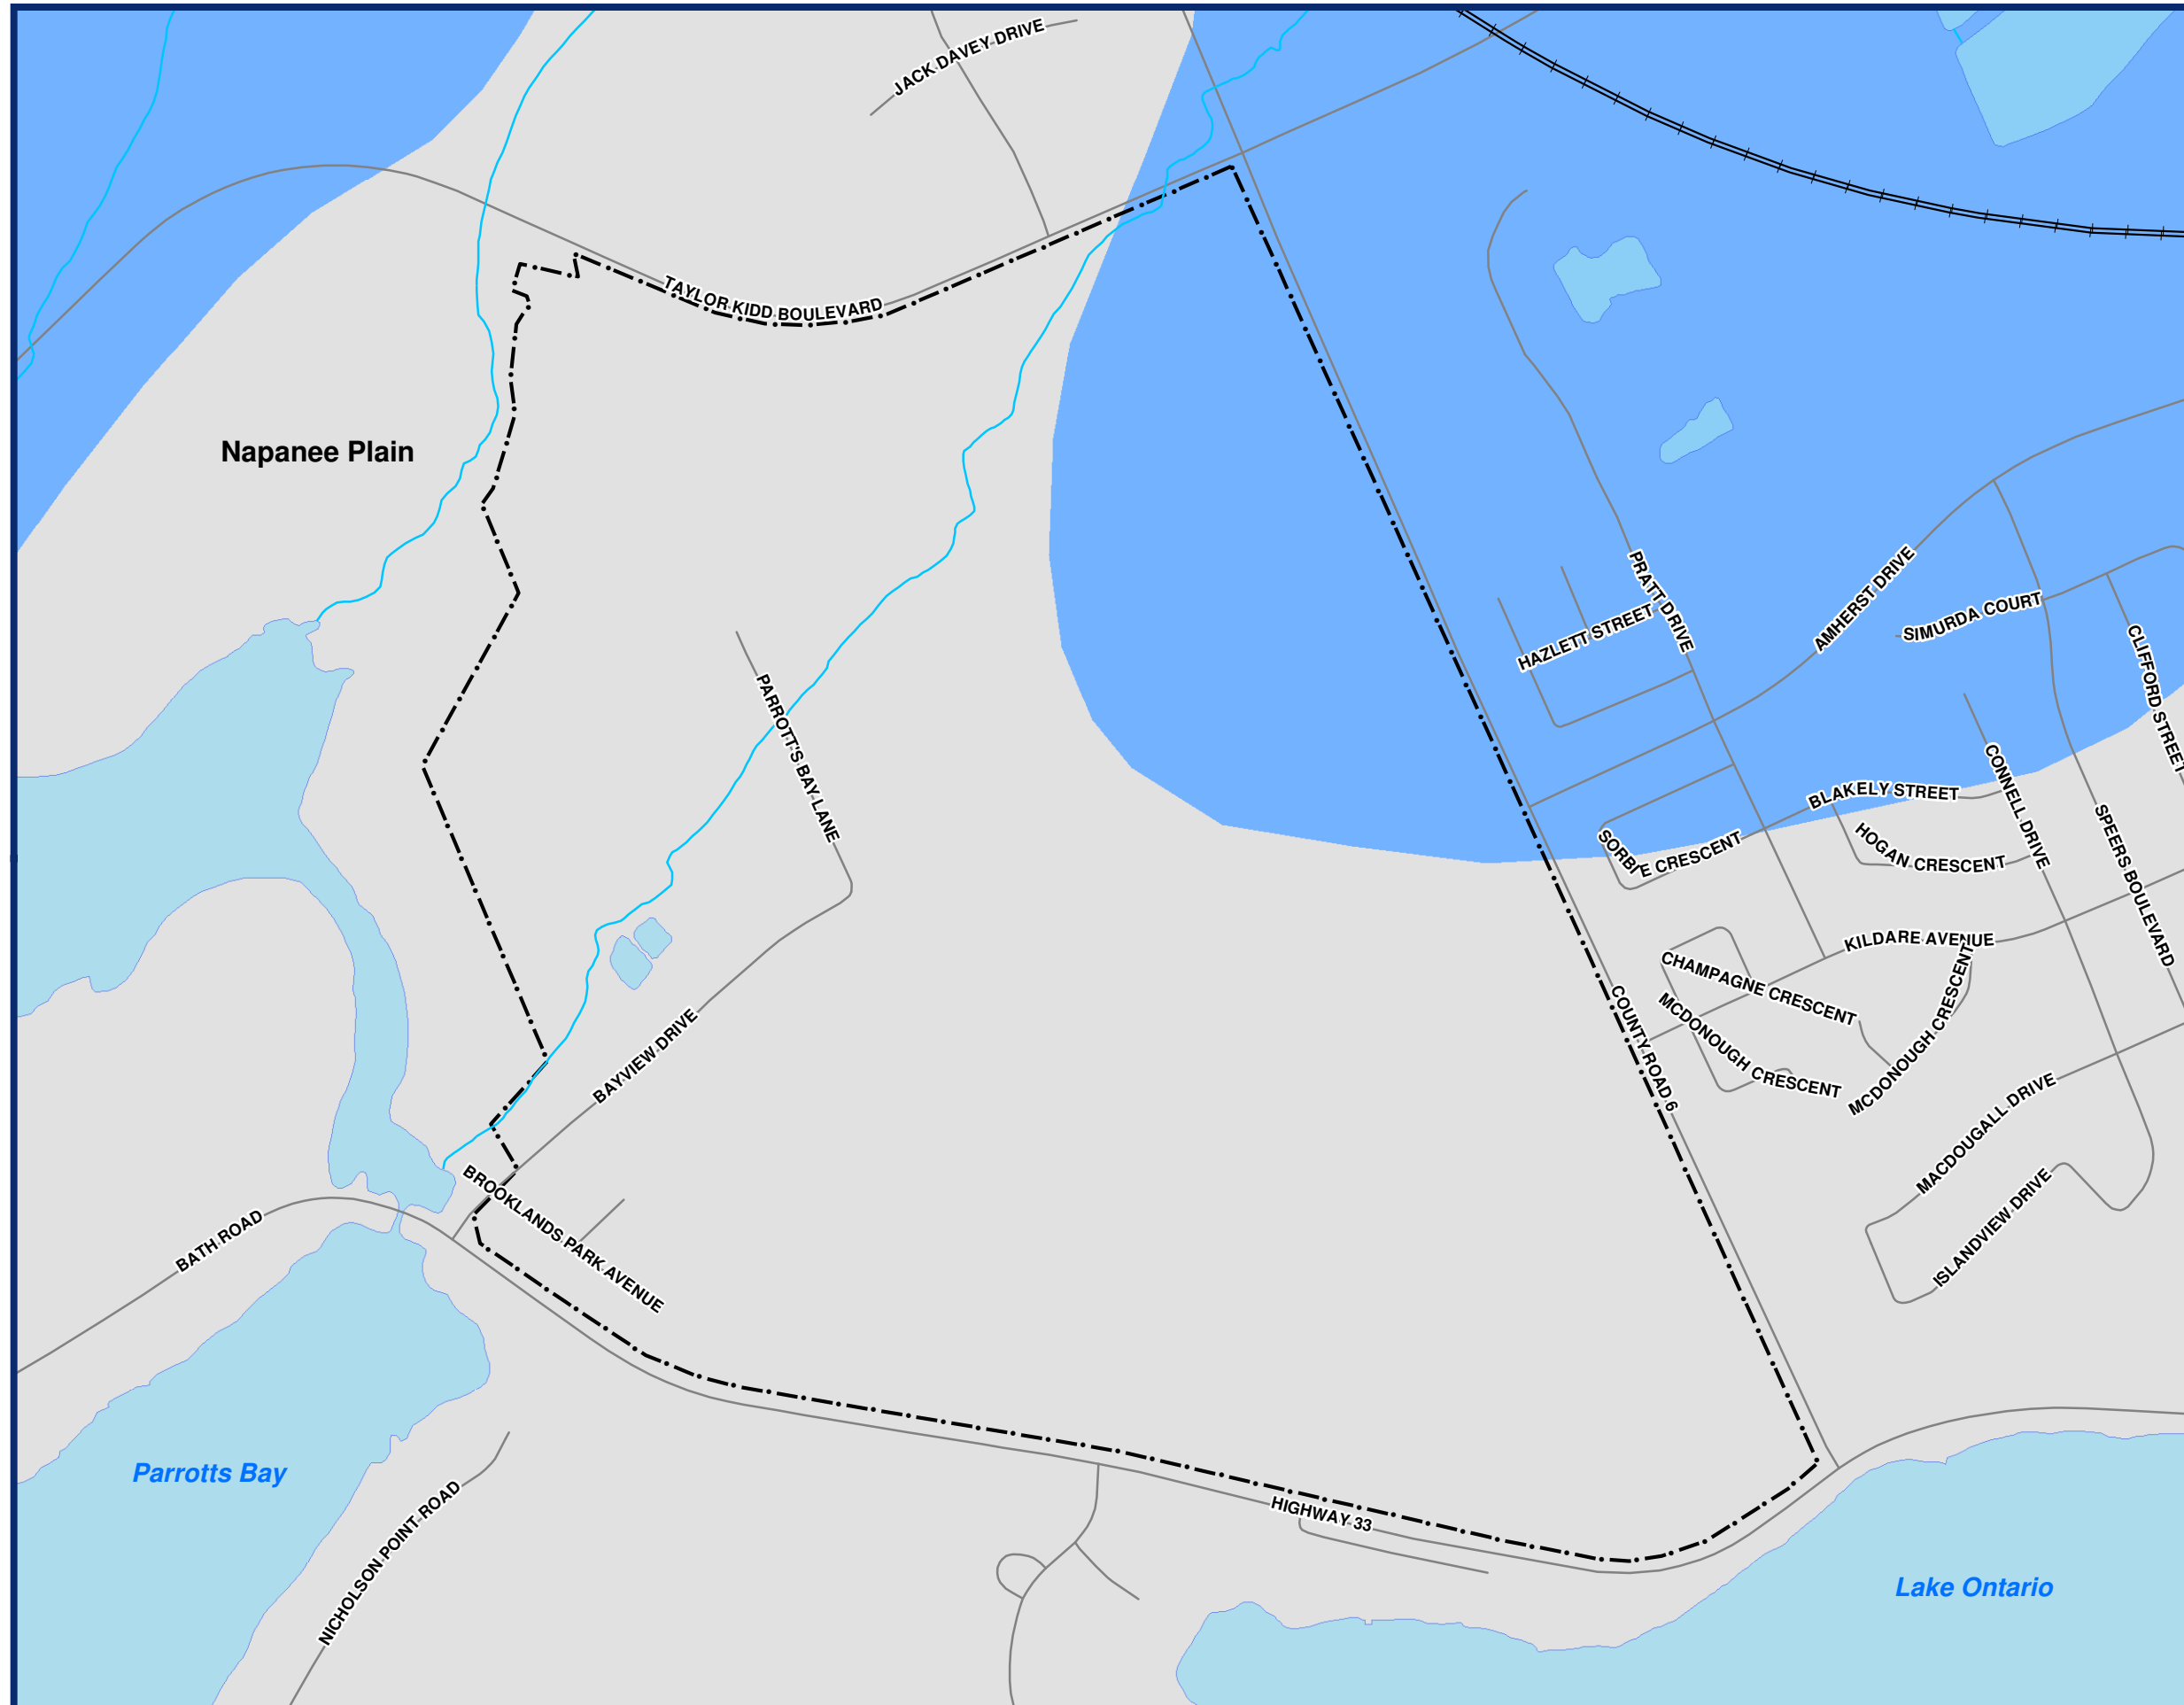 JACK DAVEY DRIVE
TAYLOR KIDD BOULEVARD
Napanee Plain
PRATT DRIVE
HAZLETT STREET
AMHERST DRIVE
SIMURDA COURT
CLIFFORD STREET
PARROTT'S BAY LANE
CONNELL DRIVE
BLAKELY STREET
HOGAN CRESCENT
SPEERS BOULEVARD
SORBIE CRESCENT
KILDARE AVENUE
CHAMPAGNE CRESCENT
MCDONOUGH CRESCENT
MCDONOUGH CRESCENT
COUNTY ROAD 6
BAYVIEW DRIVE
MACDOUGALL DRIVE
ISLANDVIEW DRIVE
BROOKLANDS PARK AVENUE
BATH ROAD
Parrotts Bay
NICHOLSON POINT ROAD
HIGHWAY 33
Lake Ontario